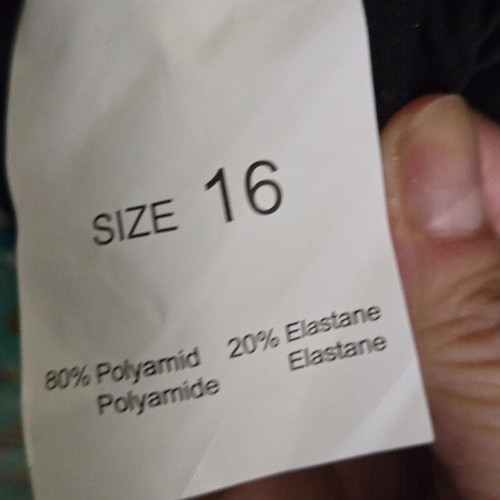 SIZE 16
80% Polyamid 20% Elastane
Polyamide Elastane